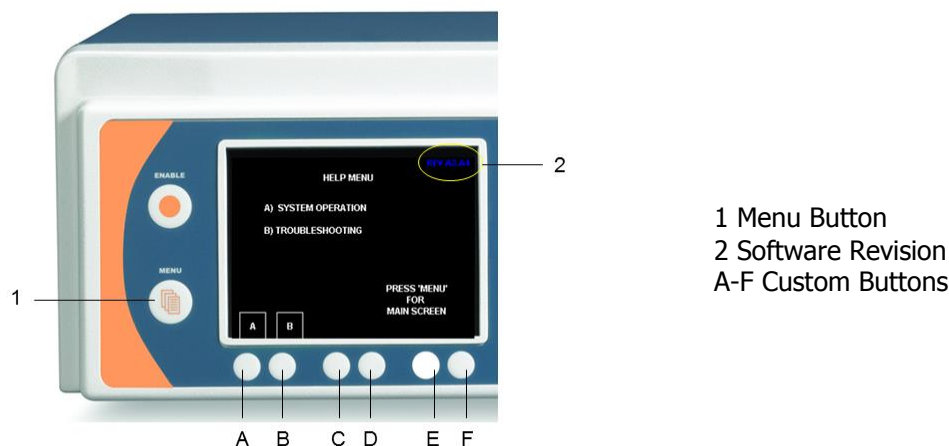 ENABLE
MENU
HELP MENU
A) SYSTEM OPERATION
B) TROUBLESHOOTING
PRESS 'MENU'
FOR
MAIN SCREEN
A B
1
2
A B C D E F
1 Menu Button
2 Software Revision
A-F Custom Buttons